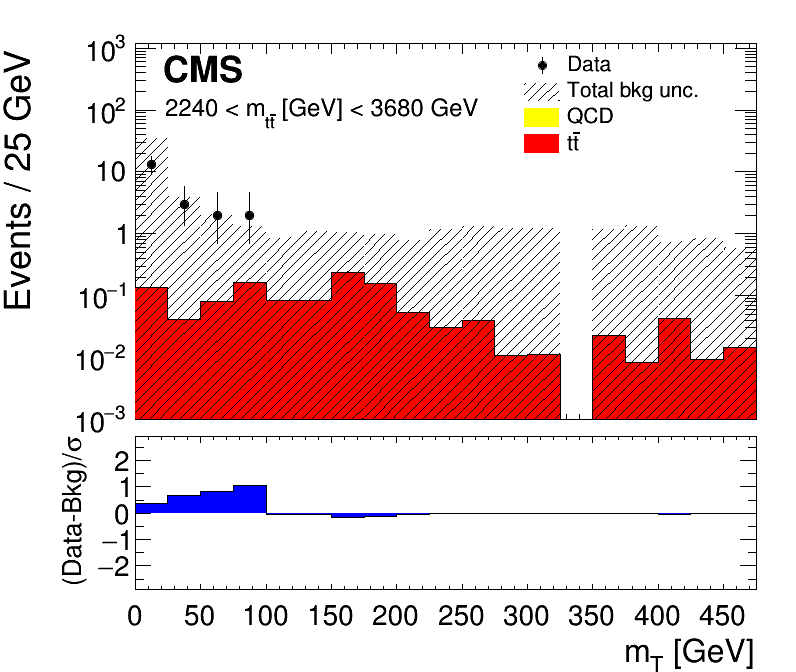 Events / 25 GeV
10³
10²
10
1
10⁻¹
10⁻²
10⁻³
CMS
2240 < m_tt̄ [GeV] < 3680 GeV
Data
Total bkg unc.
QCD
tt̄
(Data-Bkg)/σ
2
1
0
−1
−2
0 50 100 150 200 250 300 350 400 450
m_T [GeV]